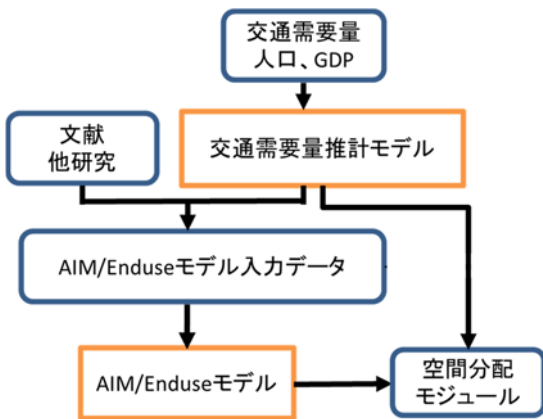 交通需要量
人口、GDP
文献
他研究
交通需要量推計モデル
AIM/Enduseモデル入力データ
AIM/Enduseモデル
空間分配
モジュール